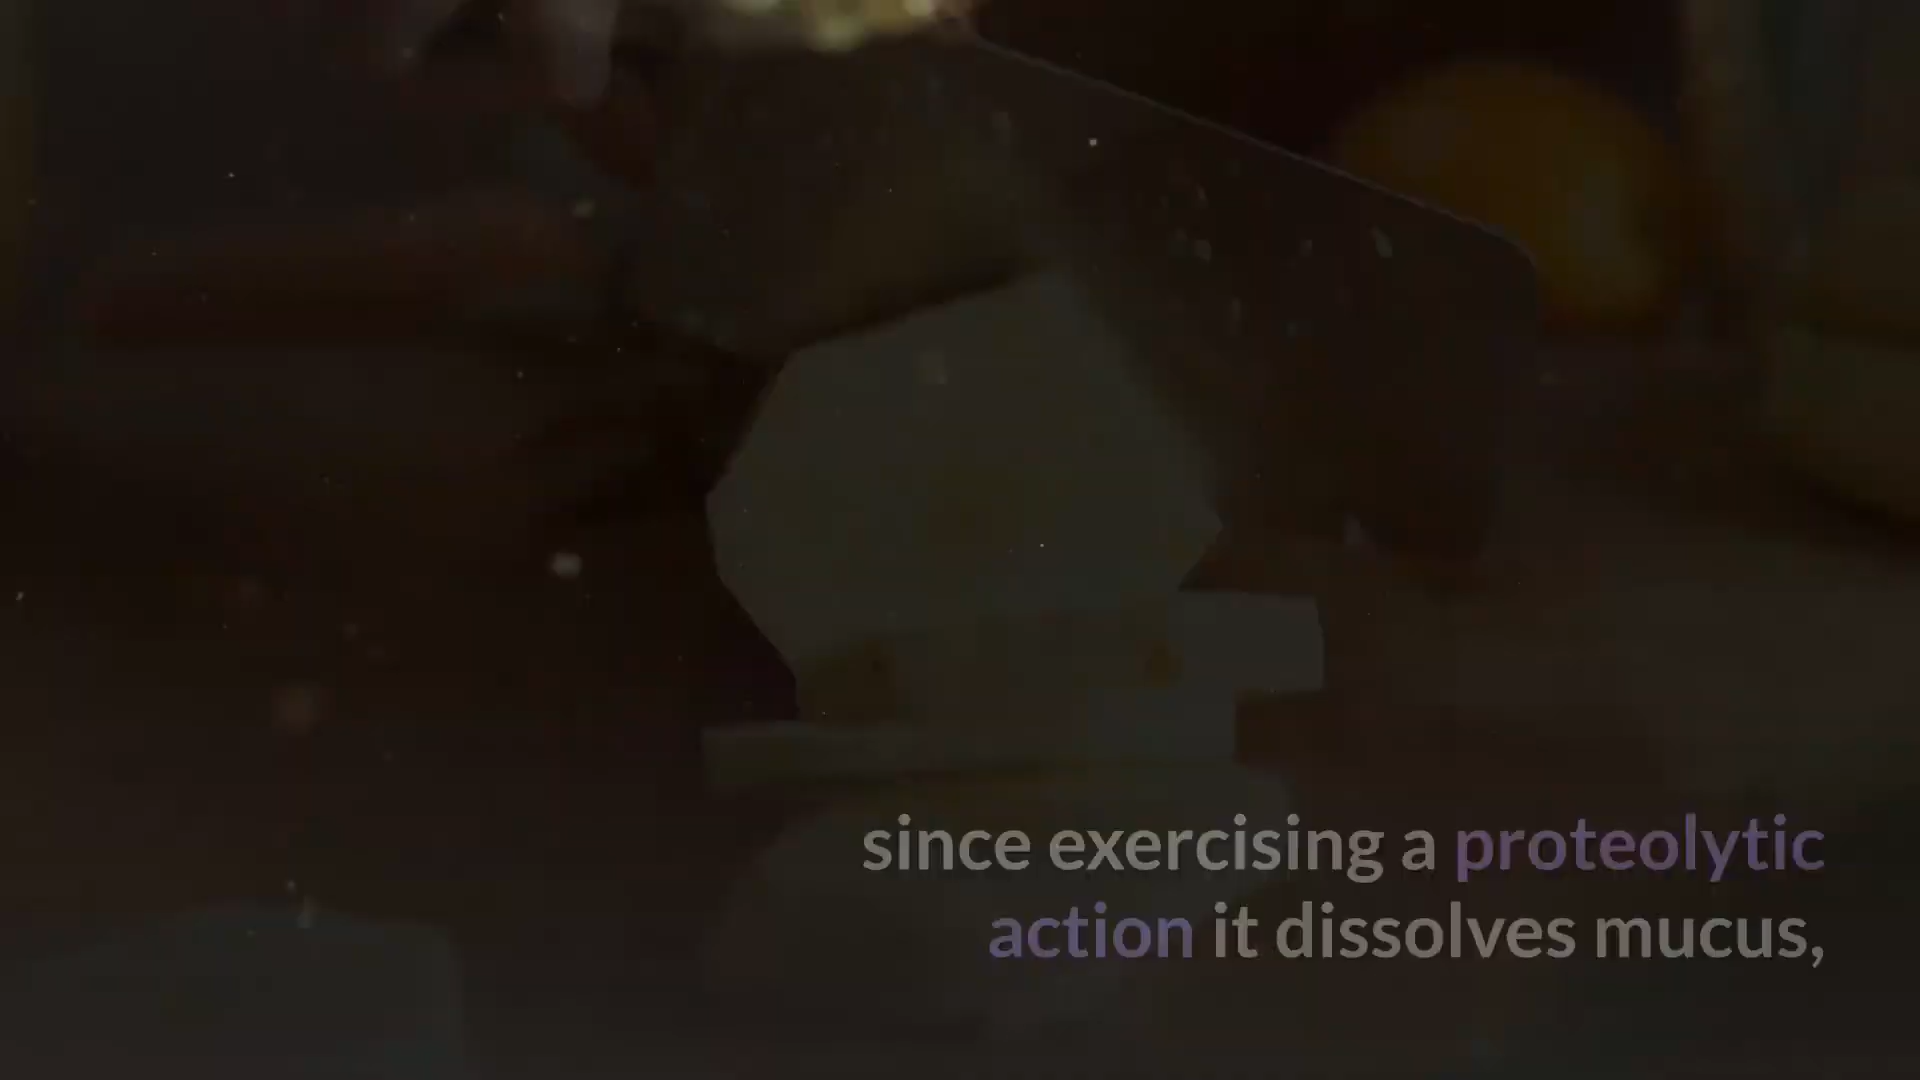 since exercising a proteolytic
action it dissolves mucus,